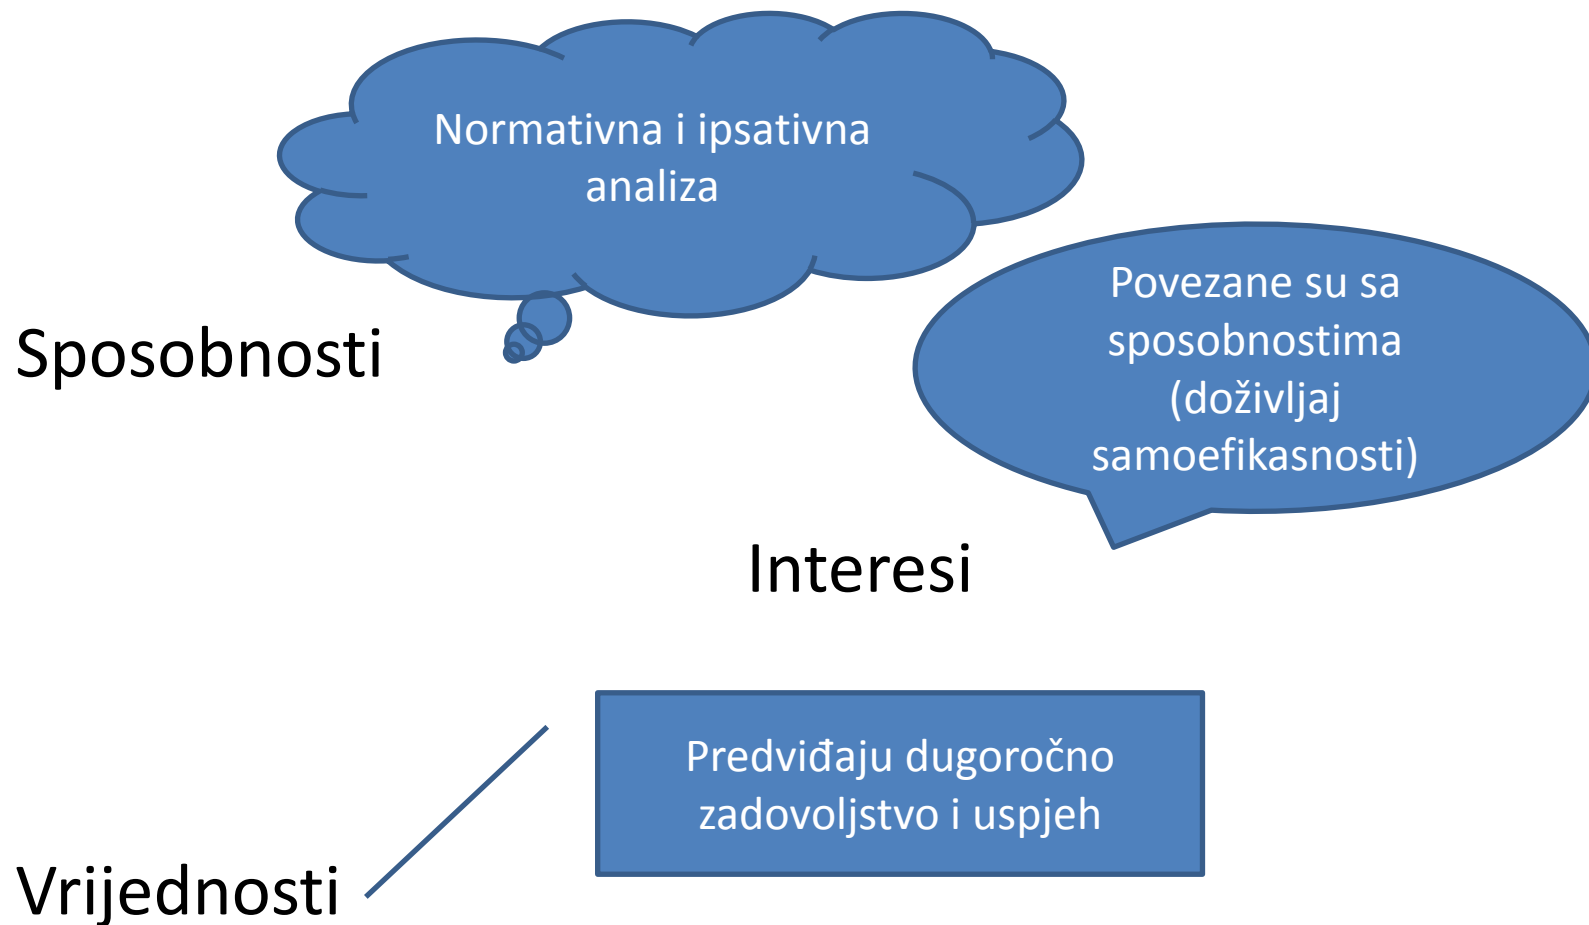 Normativna i ipsativna
analiza
Povezane su sa
sposobnostima
(doživljaj
samoefikasnosti)
Sposobnosti
Interesi
Predviđaju dugoročno
zadovoljstvo i uspjeh
Vrijednosti